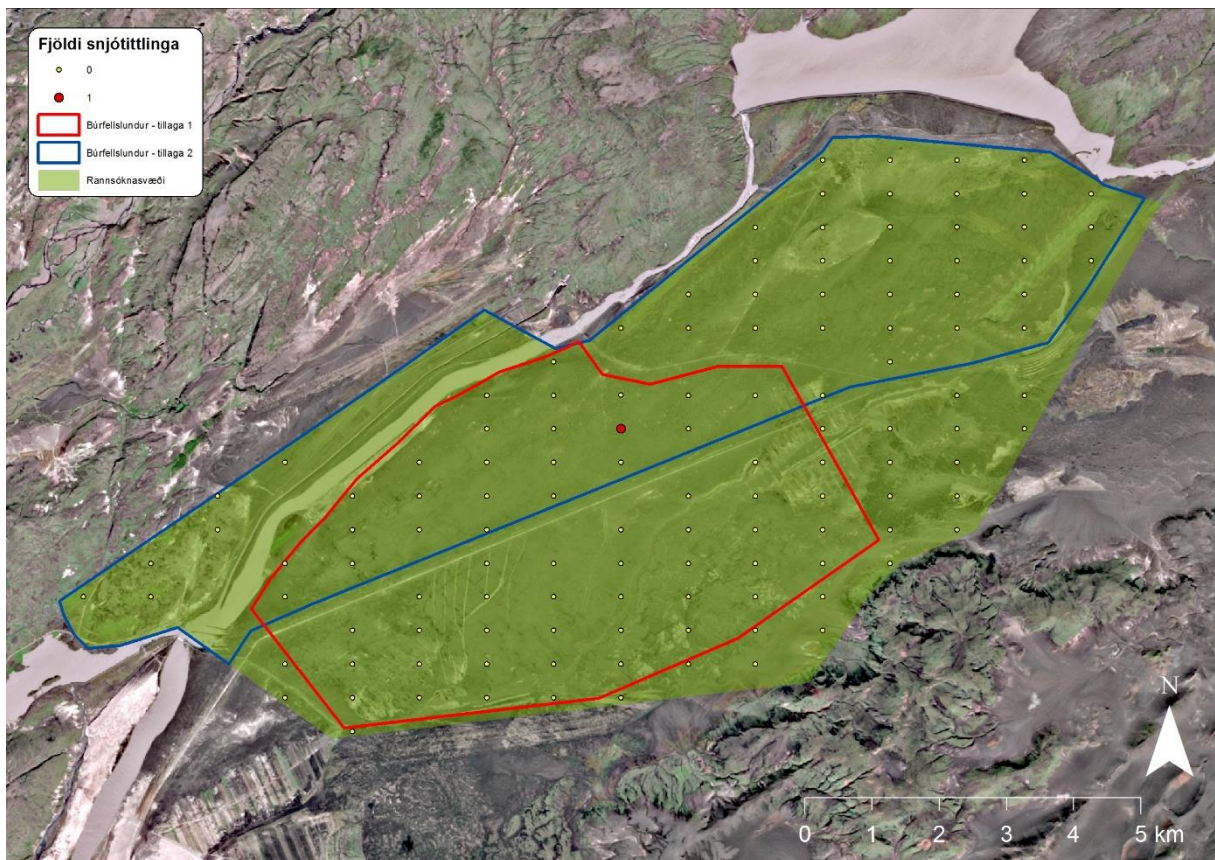 Fjöldi snjótittlinga
0
1
Búrfellslundur - tillaga 1
Búrfellslundur - tillaga 2
Rannsóknasvæði
N
0 1 2 3 4 5 km